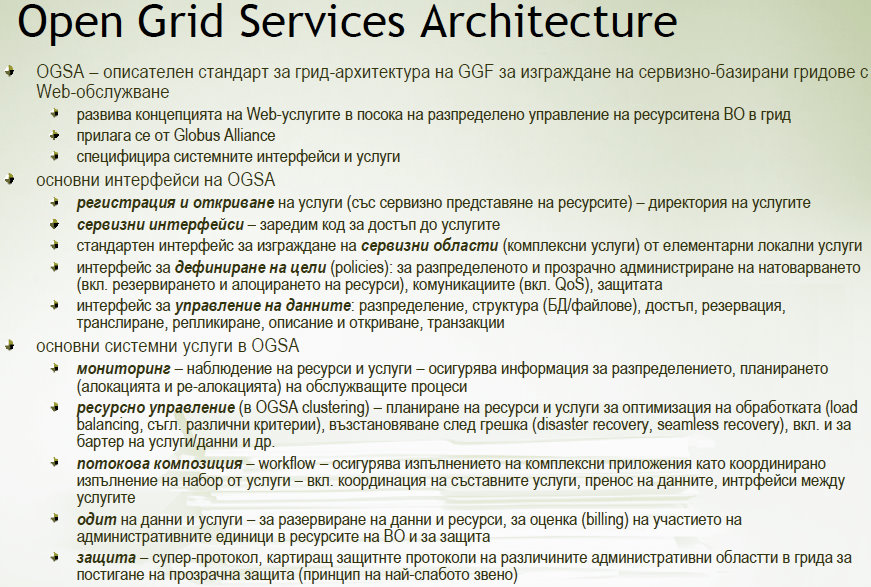 Open Grid Services Architecture
OGSA – описателен стандарт за грид-архитектура на GGF за изграждане на сервизно-базирани гридове с
Web-обслужване
развива концепцията на Web-услугите в посока на разпределено управление на ресурситена ВО в грид
прилага се от Globus Alliance
специфицира системните интерфейси и услуги
основни интерфейси на OGSA
регистрация и откриване на услуги (със сервизно представяне на ресурсите) – директория на услугите
сервизни интерфейси – заредим код за достъп до услугите
стандартен интерфейс за изграждане на сервизни области (комплексни услуги) от елементарни локални услуги
интерфейс за дефиниране на цели (policies): за разпределеното и прозрачно администриране на натоварването
(вкл. резервирането и алоцирането на ресурси), комуникациите (вкл. QoS), защитата
интерфейс за управление на данните: разпределение, структура (БД/файлове), достъп, резервация,
транслиране, репликиране, описание и откриване, транзакции
основни системни услуги в OGSA
мониторинг – наблюдение на ресурси и услуги – осигурява информация за разпределението, планирането
(алокацията и ре-алокацията) на обслужващите процеси
ресурсно управление (в OGSA clustering) – планиране на ресурси и услуги за оптимизация на обработката (load
balancing, съгл. различни критерии), възстановяване след грешка (disaster recovery, seamless recovery), вкл. и за
бартер на услуги/данни и др.
потокова композиция – workflow – осигурява изпълнението на комплексни приложения като координирано
изпълнение на набор от услуги – вкл. координация на съставните услуги, пренос на данните, интрфейси между
услугите
одит на данни и услуги – за разервиране на данни и ресурси, за оценка (billing) на участието на
административните единици в ресурсите на ВО и за защита
защита – супер-протокол, картиращ защитнте протоколи на различините административни областти в грида за
постигане на прозрачна защита (принцип на най-слабото звено)